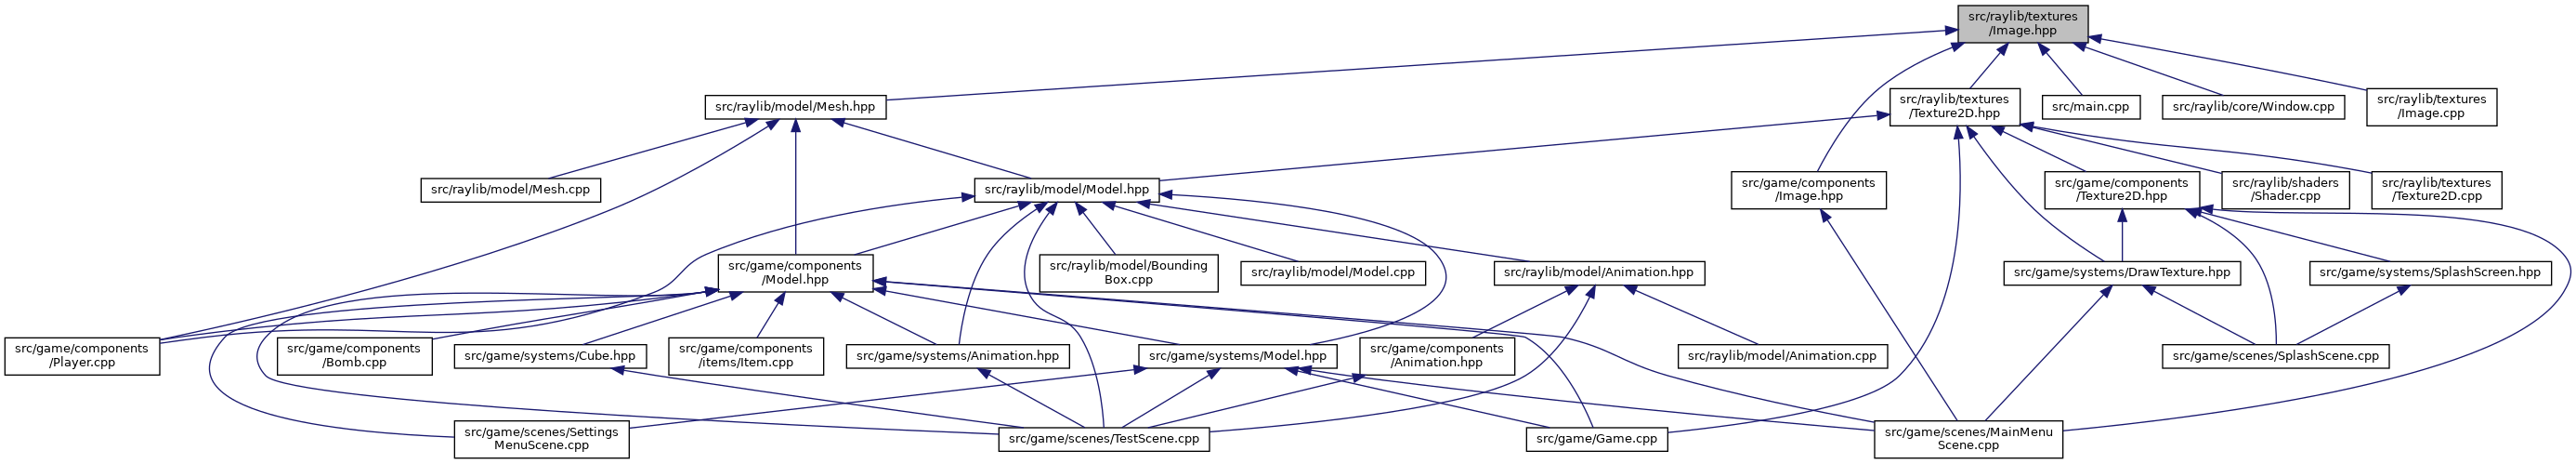 src/raylib/textures
/Image.hpp
src/raylib/model/Mesh.hpp
src/raylib/textures
/Texture2D.hpp
src/main.cpp
src/raylib/core/Window.cpp
src/raylib/textures
/Image.cpp
src/raylib/model/Mesh.cpp
src/raylib/model/Model.hpp
src/game/components
/Image.hpp
src/game/components
/Texture2D.hpp
src/raylib/shaders
/Shader.cpp
src/raylib/textures
/Texture2D.cpp
src/game/components
/Model.hpp
src/raylib/model/Bounding
Box.cpp
src/raylib/model/Model.cpp
src/raylib/model/Animation.hpp
src/game/systems/DrawTexture.hpp
src/game/systems/SplashScreen.hpp
src/game/components
/Player.cpp
src/game/components
/Bomb.cpp
src/game/systems/Cube.hpp
src/game/components
/items/Item.cpp
src/game/systems/Animation.hpp
src/game/systems/Model.hpp
src/game/components
/Animation.hpp
src/raylib/model/Animation.cpp
src/game/scenes/SplashScene.cpp
src/game/scenes/Settings
MenuScene.cpp
src/game/scenes/TestScene.cpp
src/game/Game.cpp
src/game/scenes/MainMenu
Scene.cpp